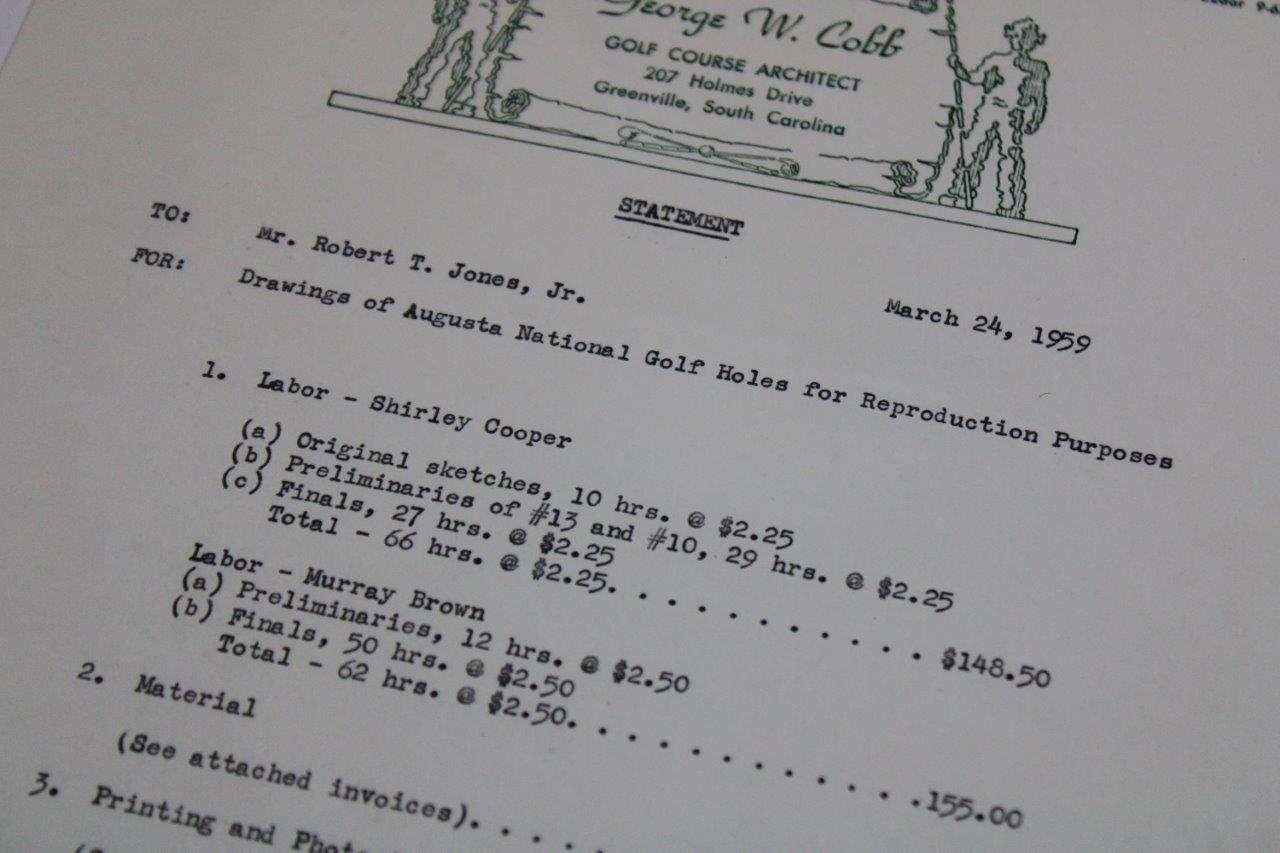 George W. Cobb
GOLF COURSE ARCHITECT
207 Holmes Drive
Greenville, South Carolina
STATEMENT
TO: Mr. Robert T. Jones, Jr.
March 24, 1959
FOR: Drawings of Augusta National Golf Holes for Reproduction Purposes
1. Labor - Shirley Cooper
(a) Original sketches, 10 hrs. @ $2.25
(b) Preliminaries of #13 and #10, 29 hrs. @ $2.25
(c) Finals, 27 hrs. @ $2.25
Total - 66 hrs. @ $2.25. . . . . . . . . . . $148.50
Labor - Murray Brown
(a) Preliminaries, 12 hrs. @ $2.50
(b) Finals, 50 hrs. @ $2.50
Total - 62 hrs. @ $2.50. . . . . . . . . . . .155.00
2. Material
(See attached invoices). . . . .
3. Printing and